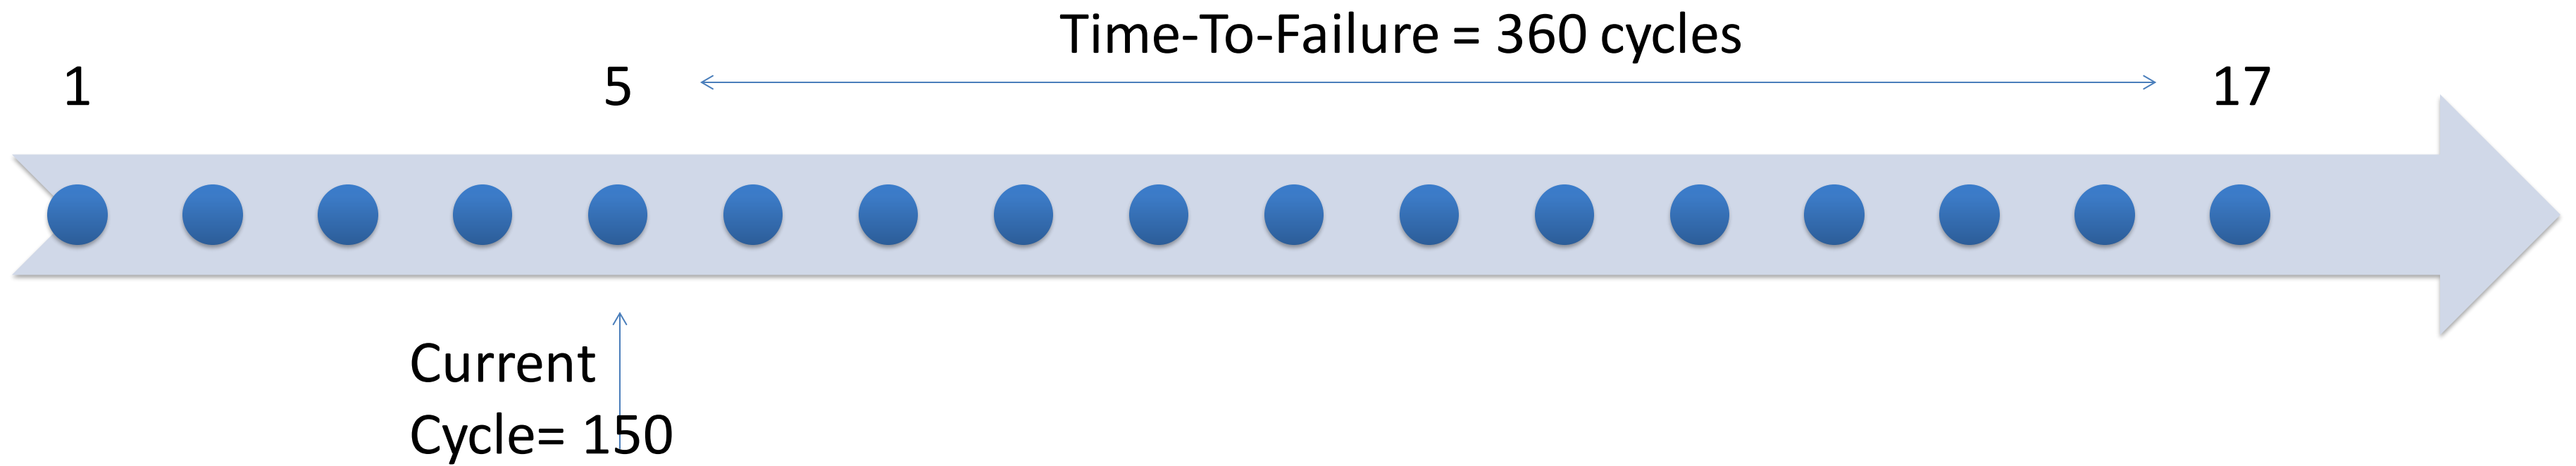 Time-To-Failure = 360 cycles
1
5
17
Current
Cycle= 150